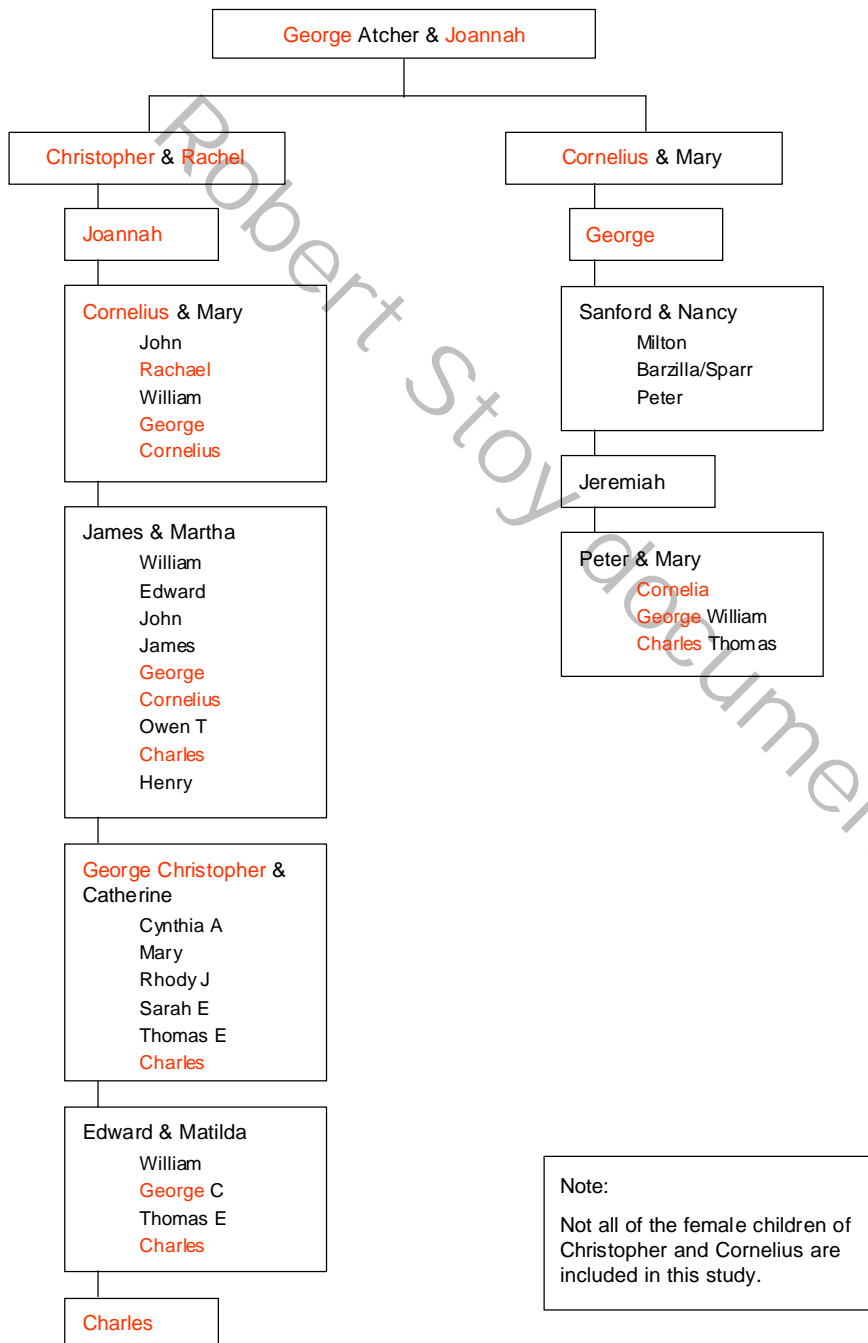 George Atcher & Joannah
Christopher & Rachel
Joannah
Cornelius & Mary
John
Rachael
William
George
Cornelius
James & Martha
William
Edward
John
James
George
Cornelius
Owen T
Charles
Henry
George Christopher &
Catherine
Cynthia A
Mary
Rhody J
Sarah E
Thomas E
Charles
Edward & Matilda
William
George C
Thomas E
Charles
Charles
Cornelius & Mary
George
Sanford & Nancy
Milton
Barzilla/Sparr
Peter
Jeremiah
Peter & Mary
Cornelia
George William
Charles Thomas
Note:
Not all of the female children of
Christopher and Cornelius are
included in this study.
Robert Stoy documen